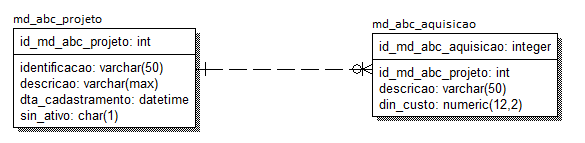 md_abc_projeto
id_md_abc_projeto: int
identificacao: varchar(50)
descricao: varchar(max)
dta_cadastramento: datetime
sin_ativo: char(1)
md_abc_aquisicao
id_md_abc_aquisicao: integer
id_md_abc_projeto: int
descricao: varchar(50)
din_custo: numeric(12,2)